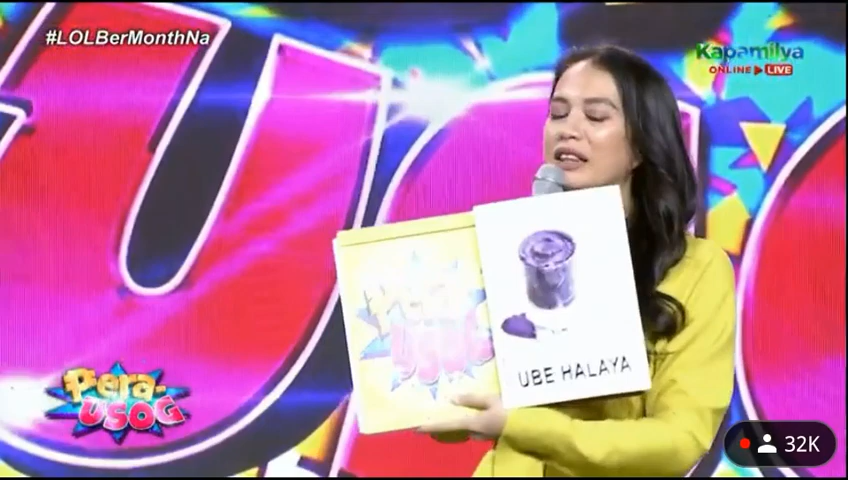 #LOLBerMonthNa
Kapamilya
ONLINE LIVE
Pera-
USOG
UBE HALAYA
Pera-
USOG
32K